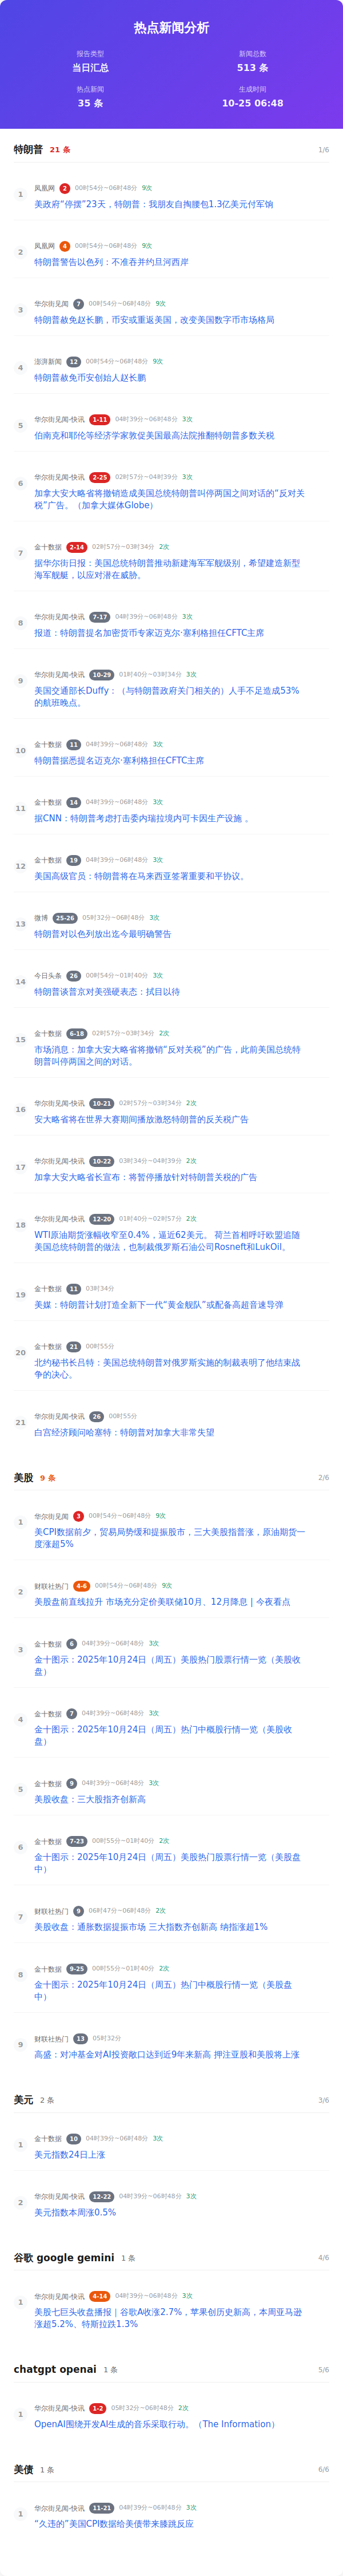 热点新闻分析
报告类型
当日汇总
新闻总数
513 条
热点新闻
35 条
生成时间
10-25 06:48
特朗普 21 条 1/6
1
凤凰网 2 00时54分~06时48分 9次
美政府“停摆”23天，特朗普：我朋友自掏腰包1.3亿美元付军饷
2
凤凰网 4 00时54分~06时48分 9次
特朗普警告以色列：不准吞并约旦河西岸
3
华尔街见闻 7 00时54分~06时48分 9次
特朗普赦免赵长鹏，币安或重返美国，改变美国数字币市场格局
4
澎湃新闻 12 00时54分~06时48分 9次
特朗普赦免币安创始人赵长鹏
5
华尔街见闻-快讯 1-11 04时39分~06时48分 3次
伯南克和耶伦等经济学家敦促美国最高法院推翻特朗普多数关税
6
华尔街见闻-快讯 2-25 02时57分~04时39分 3次
加拿大安大略省将撤销造成美国总统特朗普叫停两国之间对话的“反对关
税”广告。（加拿大媒体Globe）
7
金十数据 2-14 02时57分~03时34分 2次
据华尔街日报：美国总统特朗普推动新建海军军舰级别，希望建造新型
海军舰艇，以应对潜在威胁。
8
华尔街见闻-快讯 7-17 04时39分~06时48分 3次
报道：特朗普提名加密货币专家迈克尔·塞利格担任CFTC主席
9
华尔街见闻-快讯 10-29 01时40分~03时34分 3次
美国交通部长Duffy：（与特朗普政府关门相关的）人手不足造成53%
的航班晚点。
10
金十数据 11 04时39分~06时48分 3次
特朗普据悉提名迈克尔·塞利格担任CFTC主席
11
金十数据 14 04时39分~06时48分 3次
据CNN：特朗普考虑打击委内瑞拉境内可卡因生产设施 。
12
金十数据 19 04时39分~06时48分 3次
美国高级官员：特朗普将在马来西亚签署重要和平协议。
13
微博 25-26 05时32分~06时48分 3次
特朗普对以色列放出迄今最明确警告
14
今日头条 26 00时54分~01时40分 3次
特朗普谈普京对美强硬表态：拭目以待
15
金十数据 6-18 02时57分~03时34分 2次
市场消息：加拿大安大略省将撤销“反对关税”的广告，此前美国总统特
朗普叫停两国之间的对话。
16
华尔街见闻-快讯 10-21 02时57分~03时34分 2次
安大略省将在世界大赛期间播放激怒特朗普的反关税广告
17
华尔街见闻-快讯 10-22 03时34分~04时39分 2次
加拿大安大略省长宣布：将暂停播放针对特朗普关税的广告
18
华尔街见闻-快讯 12-20 01时40分~02时57分 2次
WTI原油期货涨幅收窄至0.4%，逼近62美元。 荷兰首相呼吁欧盟追随
美国总统特朗普的做法，也制裁俄罗斯石油公司Rosneft和LukOil。
19
金十数据 11 03时34分
美媒：特朗普计划打造全新下一代“黄金舰队”或配备高超音速导弹
20
金十数据 21 00时55分
北约秘书长吕特：美国总统特朗普对俄罗斯实施的制裁表明了他结束战
争的决心。
21
华尔街见闻-快讯 26 00时55分
白宫经济顾问哈塞特：特朗普对加拿大非常失望
美股 9 条 2/6
1
华尔街见闻 3 00时54分~06时48分 9次
美CPI数据前夕，贸易局势缓和提振股市，三大美股指普涨，原油期货一
度涨超5%
2
财联社热门 4-6 00时54分~06时48分 9次
美股盘前直线拉升 市场充分定价美联储10月、12月降息 | 今夜看点
3
金十数据 6 04时39分~06时48分 3次
金十图示：2025年10月24日（周五）美股热门股票行情一览（美股收
盘）
4
金十数据 7 04时39分~06时48分 3次
金十图示：2025年10月24日（周五）热门中概股行情一览（美股收
盘）
5
金十数据 9 04时39分~06时48分 3次
美股收盘：三大股指齐创新高
6
金十数据 7-23 00时55分~01时40分 2次
金十图示：2025年10月24日（周五）美股热门股票行情一览（美股盘
中）
7
财联社热门 9 06时47分~06时48分 2次
美股收盘：通胀数据提振市场 三大指数齐创新高 纳指涨超1%
8
金十数据 9-25 00时55分~01时40分 2次
金十图示：2025年10月24日（周五）热门中概股行情一览（美股盘
中）
9
财联社热门 13 05时32分
高盛：对冲基金对AI投资敞口达到近9年来新高 押注亚股和美股将上涨
美元 2 条 3/6
1
金十数据 10 04时39分~06时48分 3次
美元指数24日上涨
2
华尔街见闻-快讯 12-22 04时39分~06时48分 3次
美元指数本周涨0.5%
谷歌 google gemini 1 条 4/6
1
华尔街见闻-快讯 4-14 04时39分~06时48分 3次
美股七巨头收盘播报 | 谷歌A收涨2.7%，苹果创历史新高，本周亚马逊
涨超5.2%、特斯拉跌1.3%
chatgpt openai 1 条 5/6
1
华尔街见闻-快讯 1-2 05时32分~06时48分 2次
OpenAI围绕开发AI生成的音乐采取行动。（The Information）
美债 1 条 6/6
1
华尔街见闻-快讯 11-21 04时39分~06时48分 3次
“久违的”美国CPI数据给美债带来膝跳反应